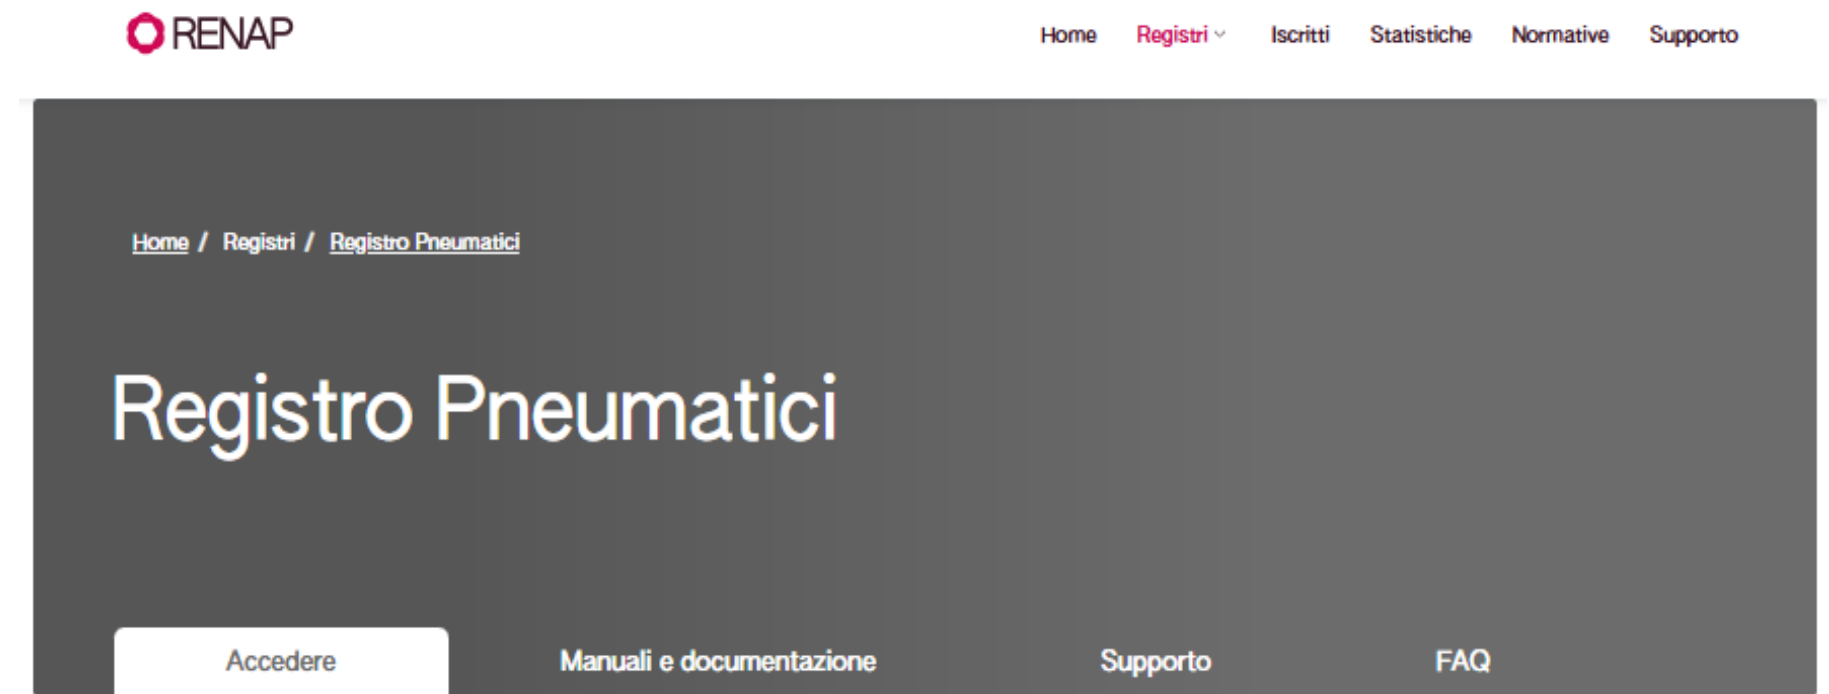 RENAP
Home Registri Iscritti Statistiche Normative Supporto
Home / Registri / Registro Pneumatici
Registro Pneumatici
Accedere Manuali e documentazione Supporto FAQ